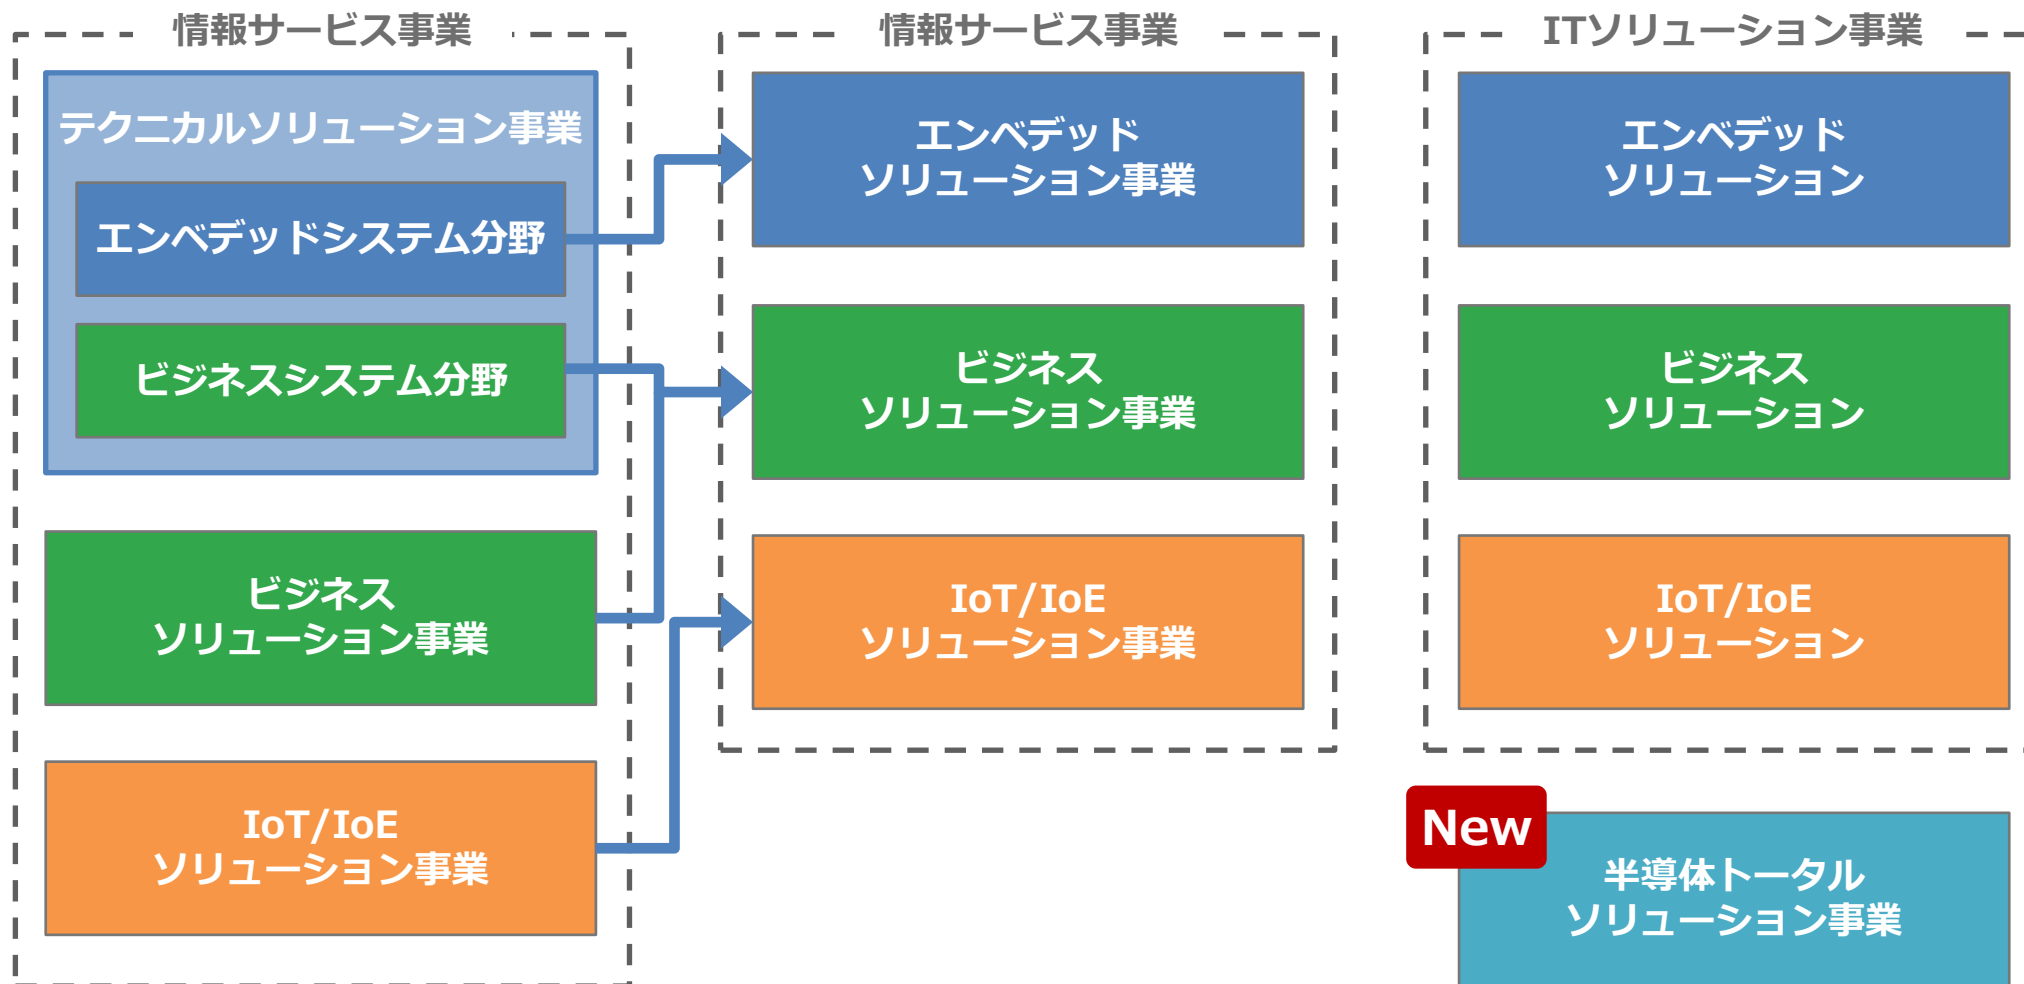 情報サービス事業
テクニカルソリューション事業
エンベデッドシステム分野
ビジネスシステム分野
ビジネス
ソリューション事業
IoT/IoE
ソリューション事業
情報サービス事業
エンベデッド
ソリューション事業
ビジネス
ソリューション事業
IoT/IoE
ソリューション事業
ITソリューション事業
エンベデッド
ソリューション
ビジネス
ソリューション
IoT/IoE
ソリューション
New
半導体トータル
ソリューション事業